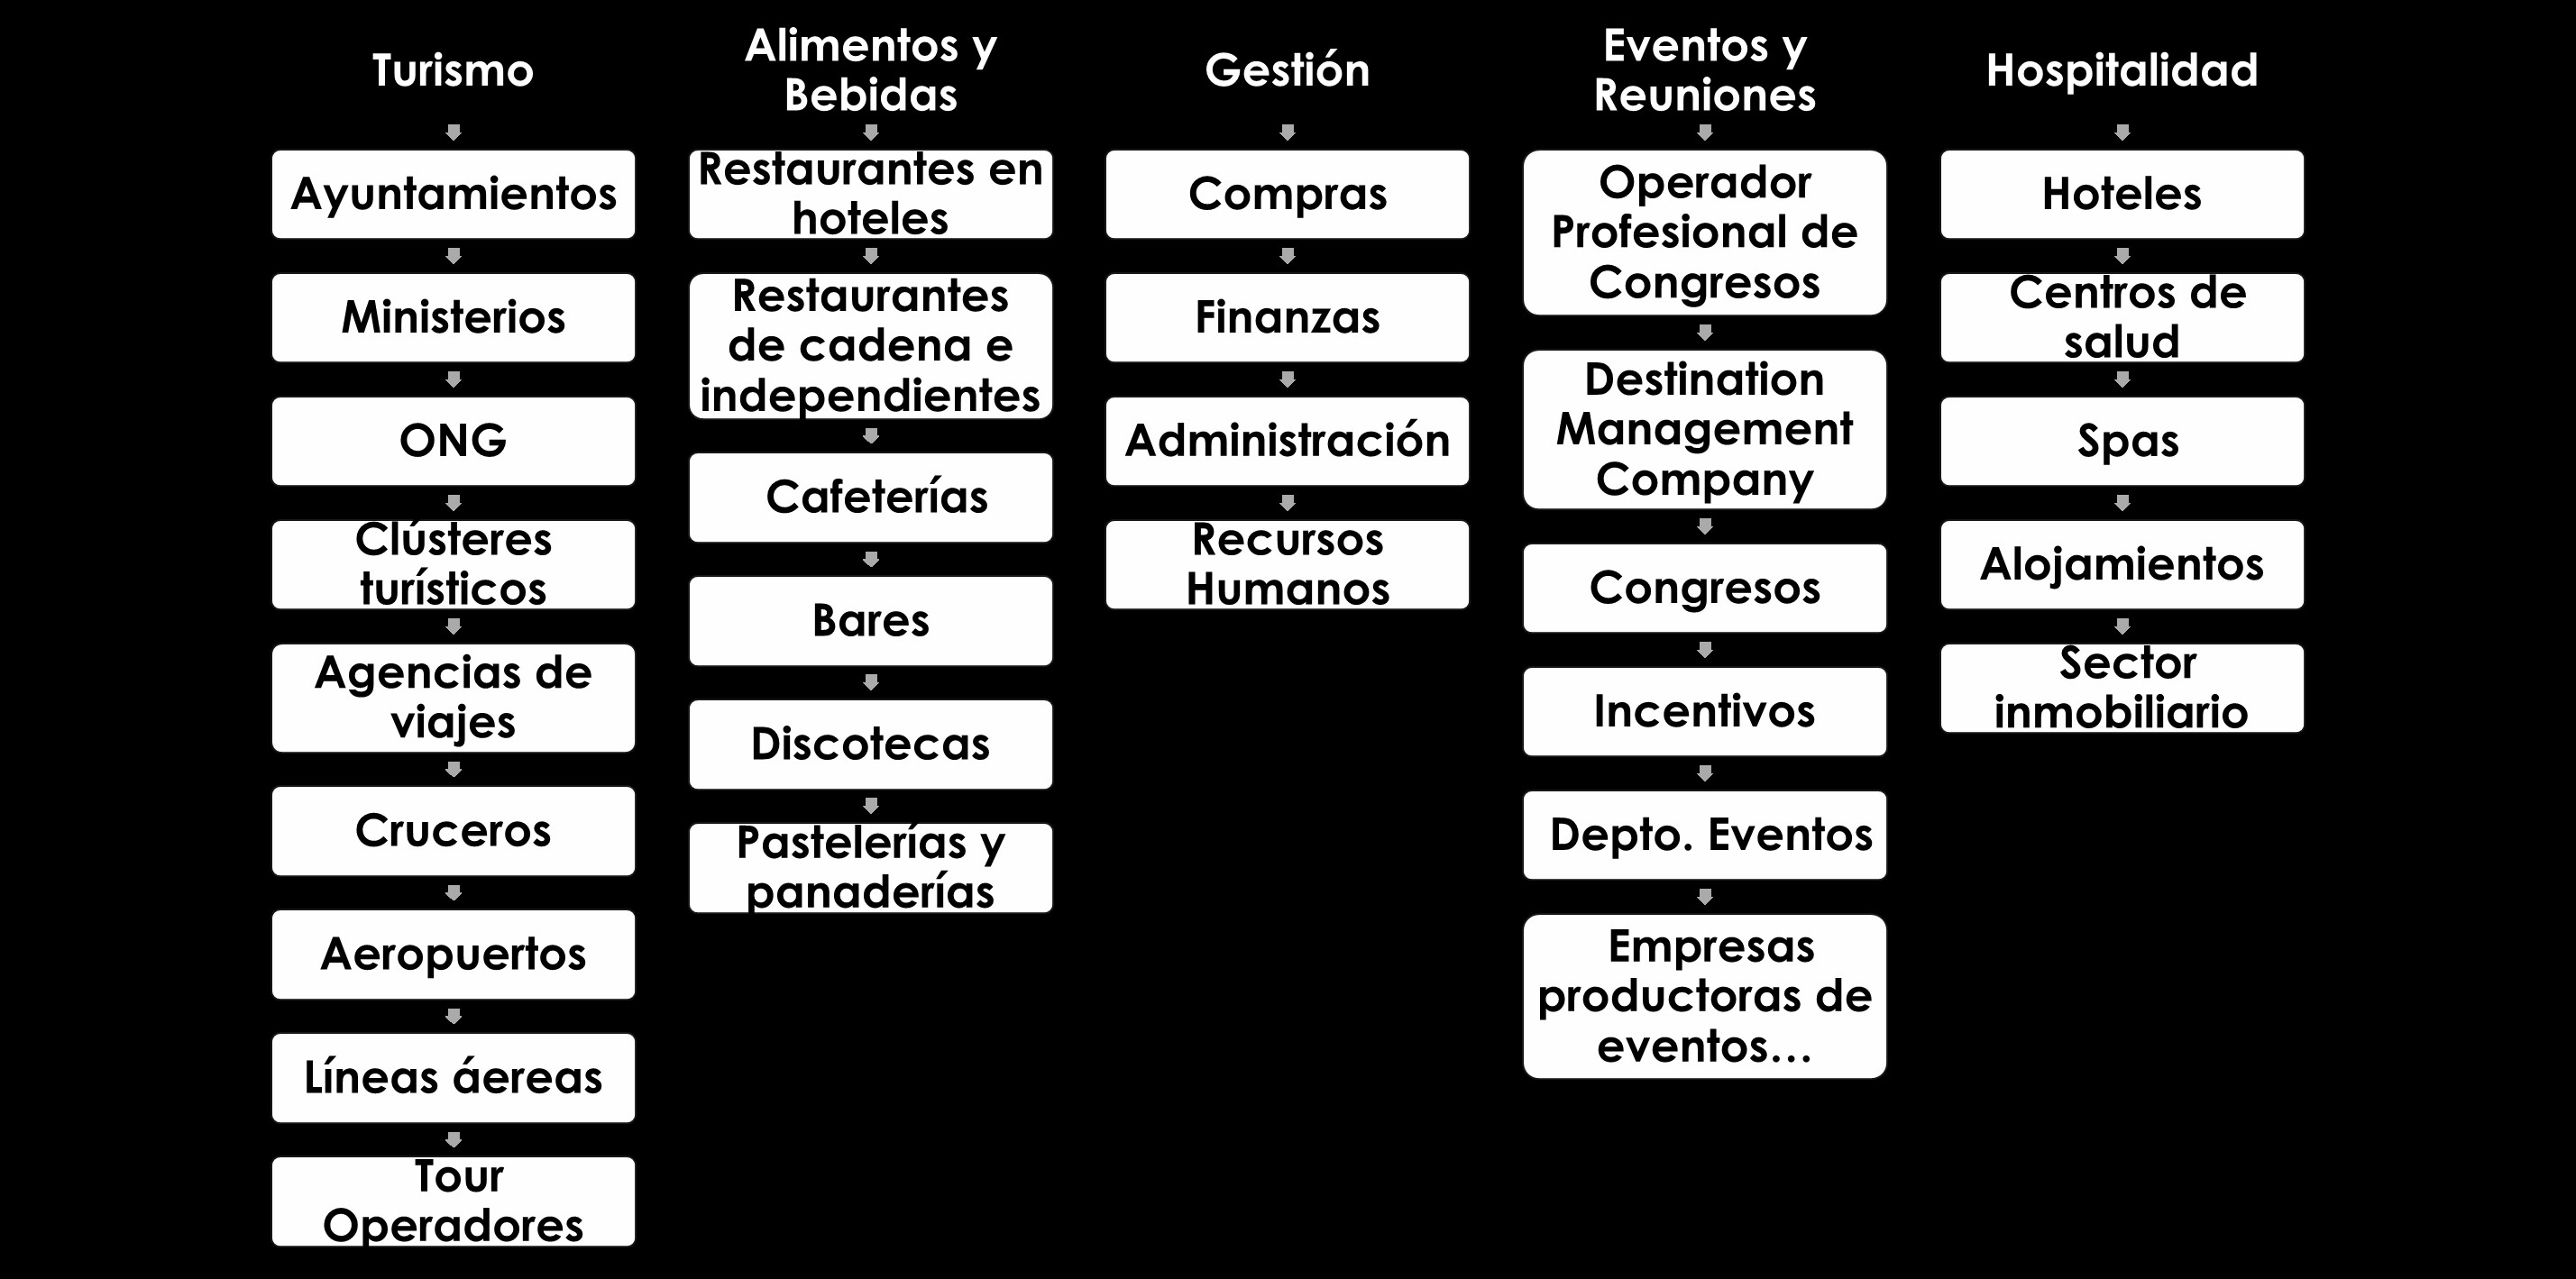 Turismo
Ayuntamientos
Ministerios
ONG
Clústeres
turísticos
Agencias de
viajes
Cruceros
Aeropuertos
Líneas áereas
Tour
Operadores
Alimentos y
Bebidas
Restaurantes en
hoteles
Restaurantes
de cadena e
independientes
Cafeterías
Bares
Discotecas
Pastelerías y
panaderías
Gestión
Compras
Finanzas
Administración
Recursos
Humanos
Eventos y
Reuniones
Operador
Profesional de
Congresos
Destination
Management
Company
Congresos
Incentivos
Depto. Eventos
Empresas
productoras de
eventos...
Hospitalidad
Hoteles
Centros de
salud
Spas
Alojamientos
Sector
inmobiliario